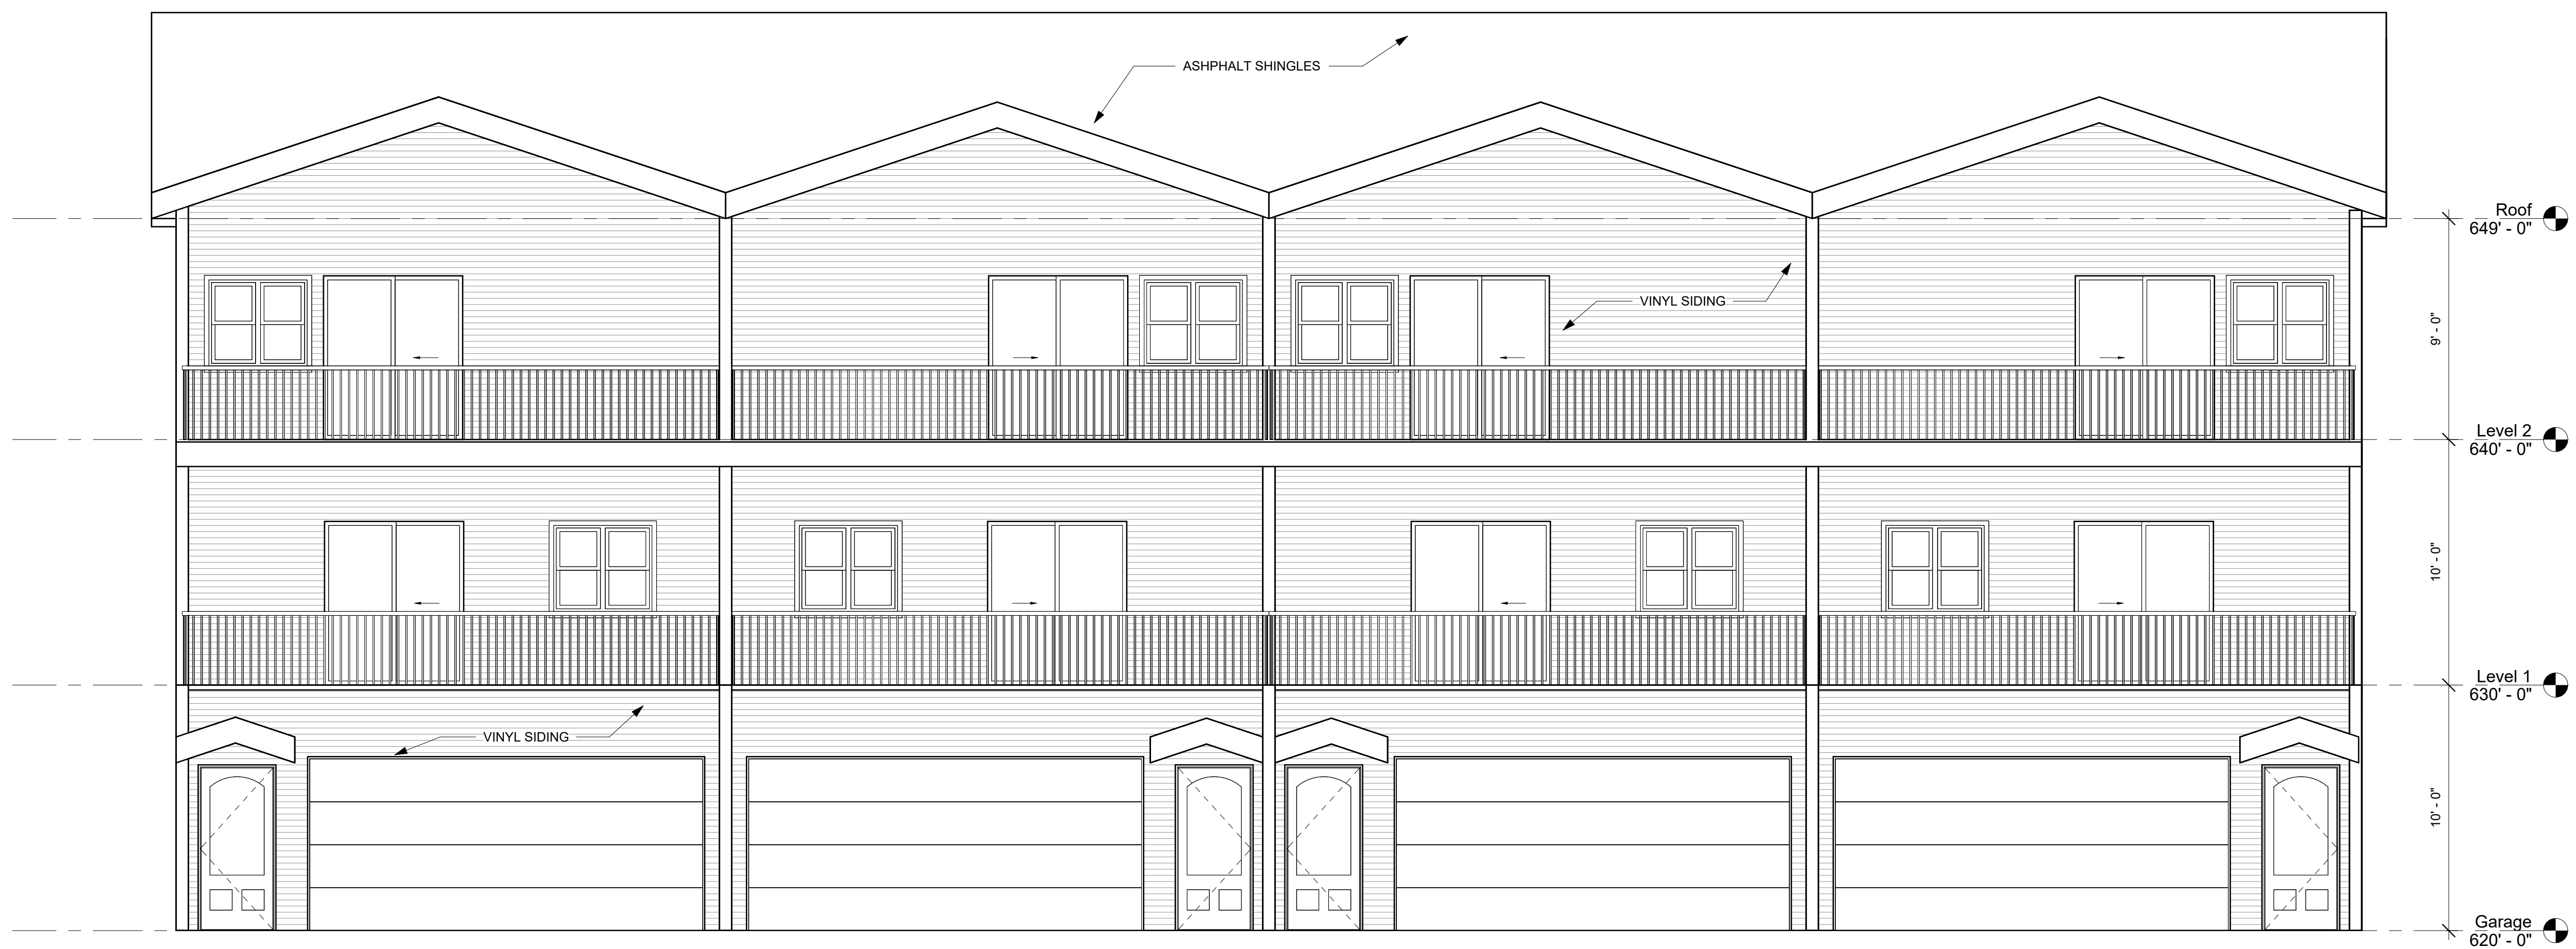 ASHPHALT SHINGLES
Roof
649' - 0"
VINYL SIDING
9' - 0"
Level 2
640' - 0"
10' - 0"
Level 1
630' - 0"
VINYL SIDING
10' - 0"
Garage
620' - 0"